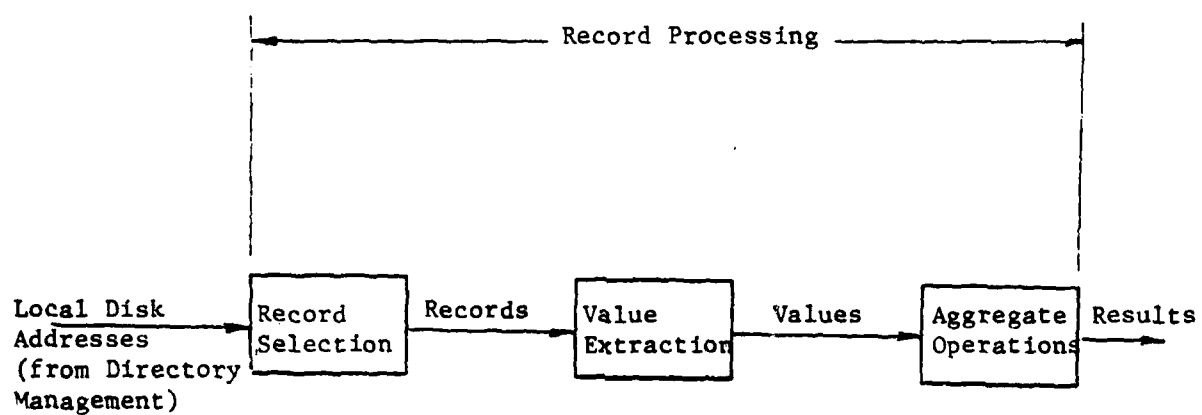 Record Processing
Local Disk
Addresses
(from Directory
Management)
Record
Selection
Records
Value
Extraction
Values
Aggregate
Operations
Results